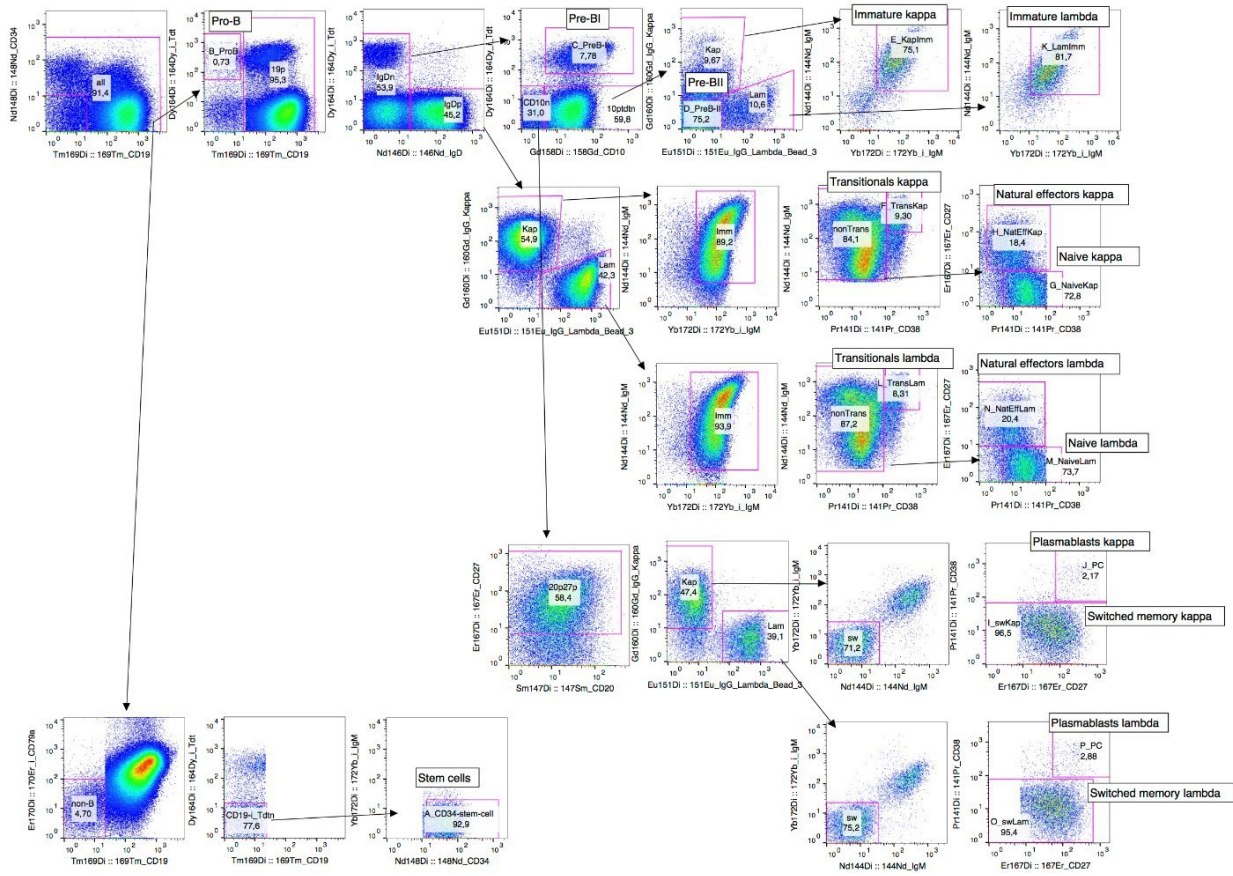 Pro-B
Pre-BI
Immature kappa
Immature lambda
Nd148Di :: 148Nd_CD34
all
91,4
Tm169Di :: 169Tm_CD19
Dy164Di :: 164Dy_i_Tdt
B_ProB
0,73
19p
95,3
Tm169Di :: 169Tm_CD19
Dy164Di :: 164Dy_i_Tdt
IgDn
53,9
IgDp
45,2
Nd146Di :: 146Nd_IgD
Dy164Di :: 164Dy_i_Tdt
C_PreB-I
7,78
CD10n
31,0
10ptdtn
59,8
Gd158Di :: 158Gd_CD10
Gd160Di :: 160Gd_IgG_Kappa
Kap
9,67
Pre-BII
D_PreB-II
75,2
Lam
10,6
Eu151Di :: 151Eu_IgG_Lambda_Bead_3
Nd144Di :: 144Nd_IgM
E_KapImm
75,1
Yb172Di :: 172Yb_i_IgM
Nd144Di :: 144Nd_IgM
K_LamImm
81,7
Yb172Di :: 172Yb_i_IgM
Gd160Di :: 160Gd_IgG_Kappa
Kap
54,9
Lam
42,3
Eu151Di :: 151Eu_IgG_Lambda_Bead_3
Nd144Di :: 144Nd_IgM
Imm
89,2
Yb172Di :: 172Yb_i_IgM
Transitionals kappa
Nd144Di :: 144Nd_IgM
F_TransKap
9,30
nonTrans
84,1
Pr141Di :: 141Pr_CD38
Natural effectors kappa
Er167Di :: 167Er_CD27
H_NatEffKap
18,4
Naive kappa
G_NaiveKap
72,8
Pr141Di :: 141Pr_CD38
Nd144Di :: 144Nd_IgM
Imm
93,9
Yb172Di :: 172Yb_i_IgM
Transitionals lambda
Nd144Di :: 144Nd_IgM
L_TransLam
8,31
nonTrans
87,2
Pr141Di :: 141Pr_CD38
Natural effectors lambda
Er167Di :: 167Er_CD27
N_NatEffLam
20,4
Naive lambda
M_NaiveLam
73,7
Pr141Di :: 141Pr_CD38
Er167Di :: 167Er_CD27
20p27p
58,4
Sm147Di :: 147Sm_CD20
Gd160Di :: 160Gd_IgG_Kappa
Kap
47,4
Lam
39,1
Eu151Di :: 151Eu_IgG_Lambda_Bead_3
Yb172Di :: 172Yb_i_IgM
sw
71,2
Nd144Di :: 144Nd_IgM
Plasmablasts kappa
Pr141Di :: 141Pr_CD38
J_PC
2,17
Switched memory kappa
I_swKap
96,5
Er167Di :: 167Er_CD27
Er170Di :: 170Er_i_CD79a
non-B
4,70
Tm169Di :: 169Tm_CD19
Dy164Di :: 164Dy_i_Tdt
CD19-i_Tdtn
77,6
Tm169Di :: 169Tm_CD19
Stem cells
Yb172Di :: 172Yb_i_IgM
A_CD34-stem-cell
92,9
Nd148Di :: 148Nd_CD34
Yb172Di :: 172Yb_i_IgM
sw
75,2
Nd144Di :: 144Nd_IgM
Plasmablasts lambda
Pr141Di :: 141Pr_CD38
P_PC
2,88
Switched memory lambda
O_swLam
95,4
Er167Di :: 167Er_CD27